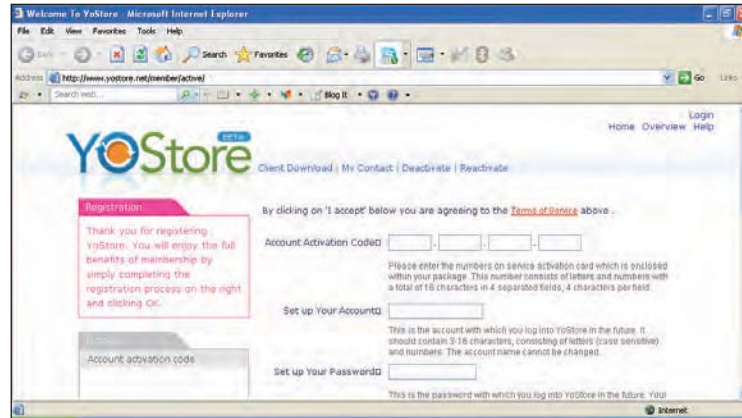 Welcome To YoStore - Microsoft Internet Explorer
File Edit View Favorites Tools Help
Back Search Favorites
Address http://www.yostore.net/member/active/ Go Links
Search web... Blog It
Login
Home Overview Help
YoStore BETA
Client Download | My Contact | Deactivate | Reactivate
Registration
Thank you for registering
YoStore. You will enjoy the full
benefits of membership by
simply completing the
registration process on the right
and clicking OK.
Account activation code
By clicking on 'I accept' below you are agreeing to the Terms of Service above .
Account Activation Code
Please enter the numbers on service activation card which is enclosed
within your package. This number consists of letters and numbers with
a total of 16 characters in 4 separated fields, 4 characters per field.
Set up Your Account
This is the account with which you log into YoStore in the future. It
should contain 3-16 characters, consisting of letters (case sensitive)
and numbers. The account name cannot be changed.
Set up Your Password
This is the password with which you log into YoStore in the future. Your
Internet